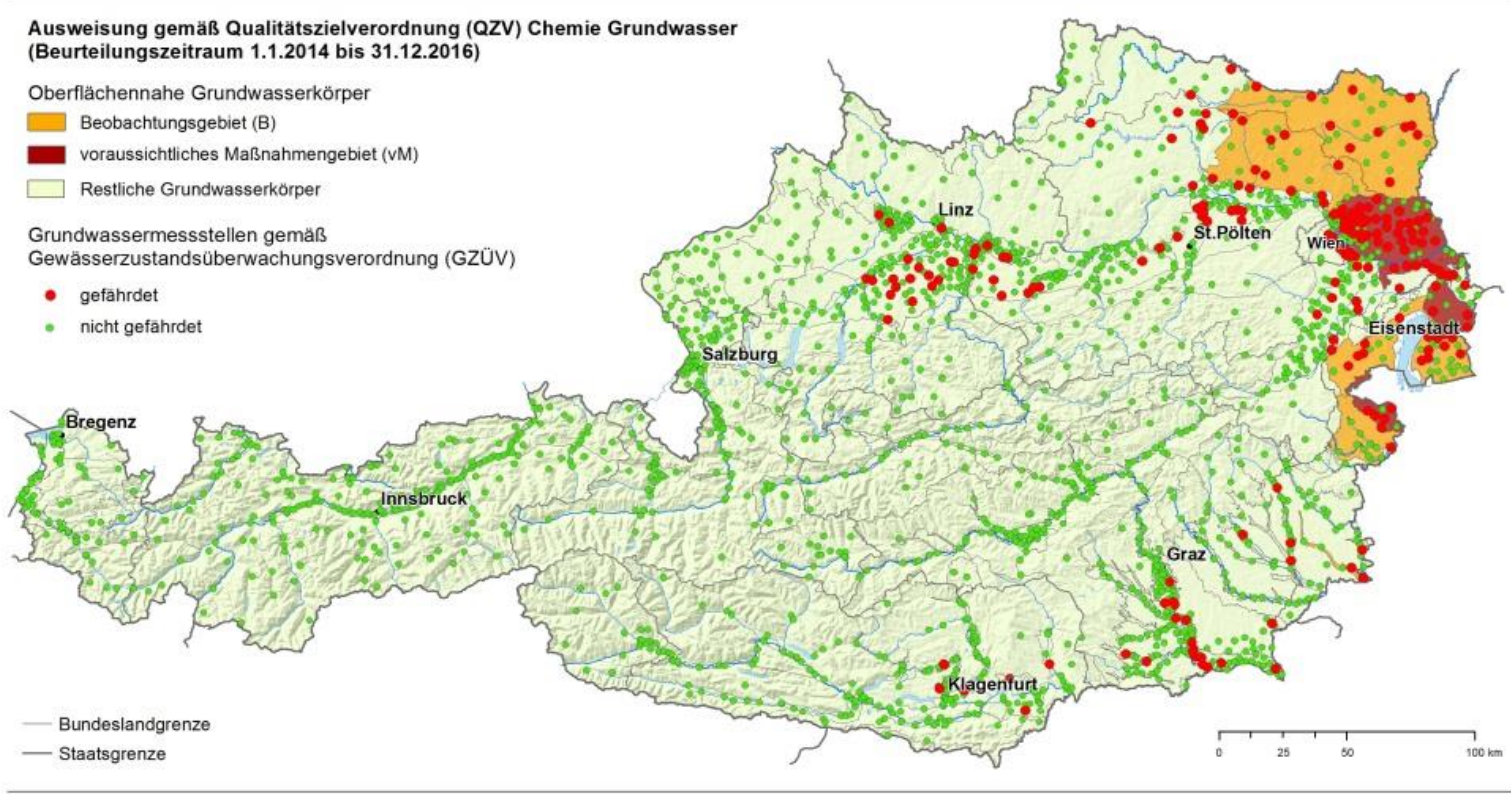 Ausweisung gemäß Qualitätszielverordnung (QZV) Chemie Grundwasser
(Beurteilungszeitraum 1.1.2014 bis 31.12.2016)
Oberflächennahe Grundwasserkörper
Beobachtungsgebiet (B)
voraussichtliches Maßnahmengebiet (vM)
Restliche Grundwasserkörper
Grundwassermessstellen gemäß
Gewässerzustandsüberwachungsverordnung (GZÜV)
gefährdet
nicht gefährdet
Linz
St.Pölten
Wien
Eisenstadt
Salzburg
Bregenz
Innsbruck
Graz
Klagenfurt
Bundeslandgrenze
Staatsgrenze
0 25 50 100 km